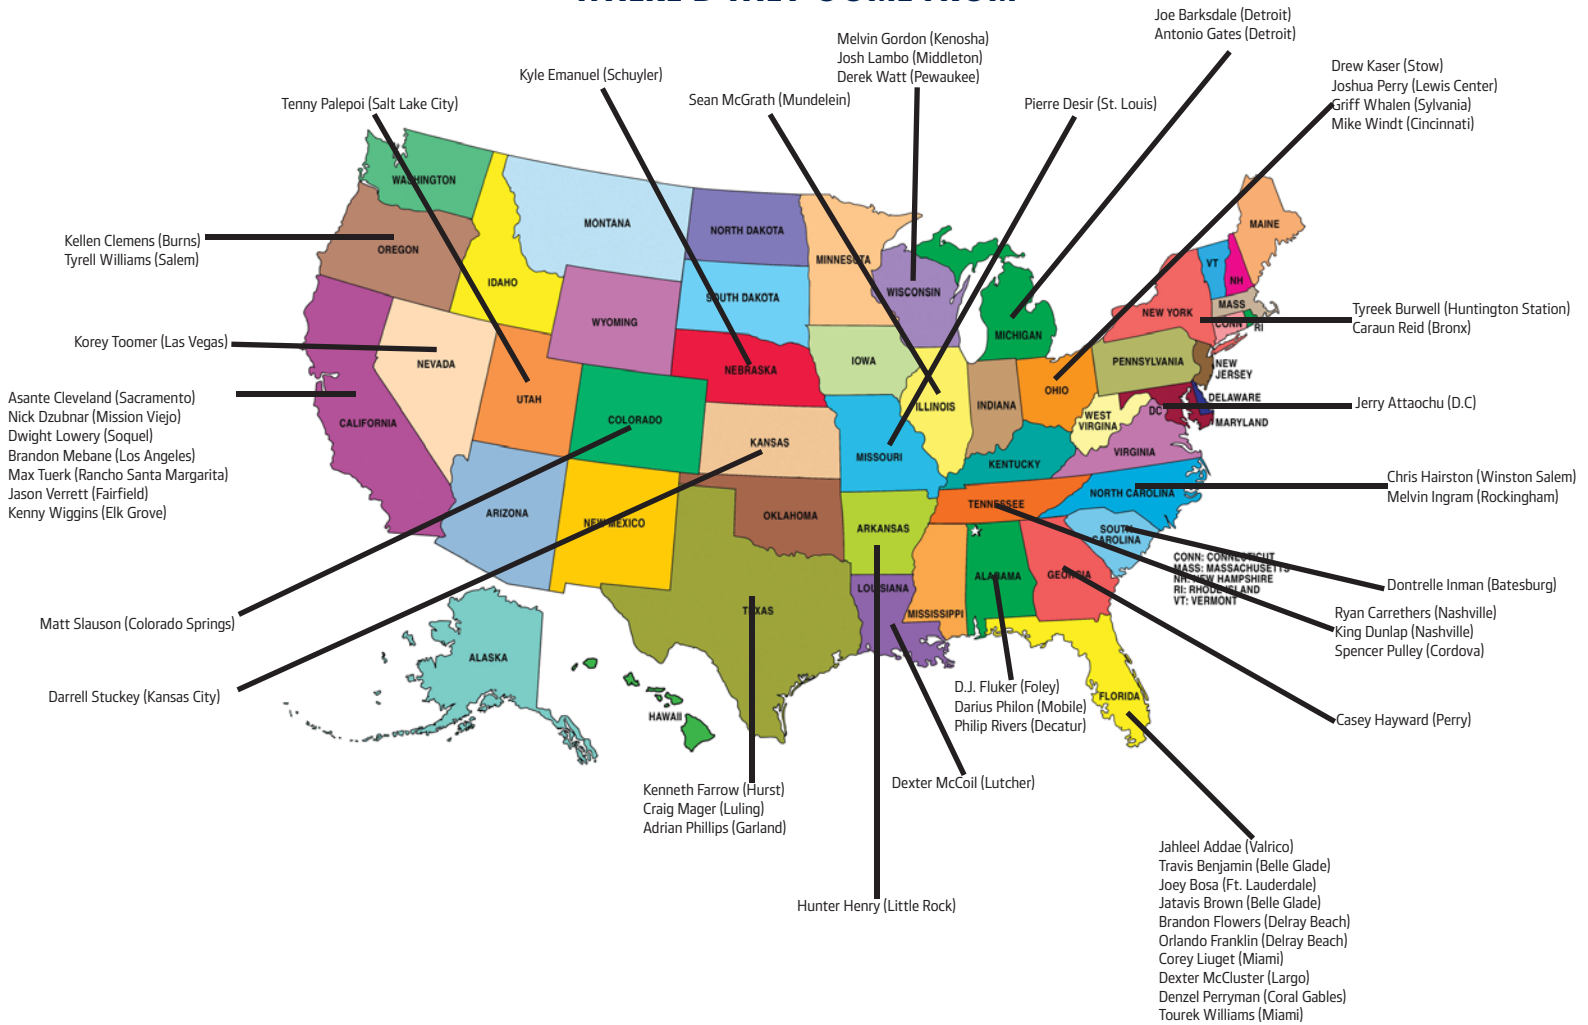 WHERE'D THEY COME FROM
Joe Barksdale (Detroit)
Antonio Gates (Detroit)
Melvin Gordon (Kenosha)
Josh Lambo (Middleton)
Derek Watt (Pewaukee)
Drew Kaser (Stow)
Joshua Perry (Lewis Center)
Griff Whalen (Sylvania)
Mike Windt (Cincinnati)
Kyle Emanuel (Schuyler)
Sean McGrath (Mundelein)
Pierre Desir (St. Louis)
Tenny Palepoi (Salt Lake City)
Kellen Clemens (Burns)
Tyrell Williams (Salem)
Korey Toomer (Las Vegas)
Asante Cleveland (Sacramento)
Nick Dzubnar (Mission Viejo)
Dwight Lowery (Soquel)
Brandon Mebane (Los Angeles)
Max Tuerk (Rancho Santa Margarita)
Jason Verrett (Fairfield)
Kenny Wiggins (Elk Grove)
Matt Slauson (Colorado Springs)
Darrell Stuckey (Kansas City)
WASHINGTON
OREGON
IDAHO
MONTANA
NORTH DAKOTA
MINNESOTA
SOUTH DAKOTA
WISCONSIN
MICHIGAN
WYOMING
NEVADA
UTAH
CALIFORNIA
COLORADO
NEBRASKA
IOWA
ILLINOIS
INDIANA
OHIO
KANSAS
MISSOURI
KENTUCKY
WEST
VIRGINA
VIRGINIA
PENNSYLVANIA
NEW YORK
VT
NH
MAINE
MASS
CONN
RI
NEW
JERSEY
DELAWARE
DC
MARYLAND
ARIZONA
NEW MEXICO
OKLAHOMA
ARKANSAS
TENNESSEE
NORTH CAROLINA
SOUTH
CAROLINA
TEXAS
LOUISIANA
MISSISSIPPI
ALABAMA
GEORGIA
FLORIDA
ALASKA
HAWAII
CONN: CONNECTICUT
MASS: MASSACHUSETTS
NH: NEW HAMPSHIRE
RI: RHODE ISLAND
VT: VERMONT
Tyreek Burwell (Huntington Station)
Caraun Reid (Bronx)
Jerry Attaochu (D.C)
Chris Hairston (Winston Salem)
Melvin Ingram (Rockingham)
Dontrelle Inman (Batesburg)
Ryan Carrethers (Nashville)
King Dunlap (Nashville)
Spencer Pulley (Cordova)
Casey Hayward (Perry)
D.J. Fluker (Foley)
Darius Philon (Mobile)
Philip Rivers (Decatur)
Dexter McCoil (Lutcher)
Kenneth Farrow (Hurst)
Craig Mager (Luling)
Adrian Phillips (Garland)
Hunter Henry (Little Rock)
Jahleel Addae (Valrico)
Travis Benjamin (Belle Glade)
Joey Bosa (Ft. Lauderdale)
Jatavis Brown (Belle Glade)
Brandon Flowers (Delray Beach)
Orlando Franklin (Delray Beach)
Corey Liuget (Miami)
Dexter McCluster (Largo)
Denzel Perryman (Coral Gables)
Tourek Williams (Miami)